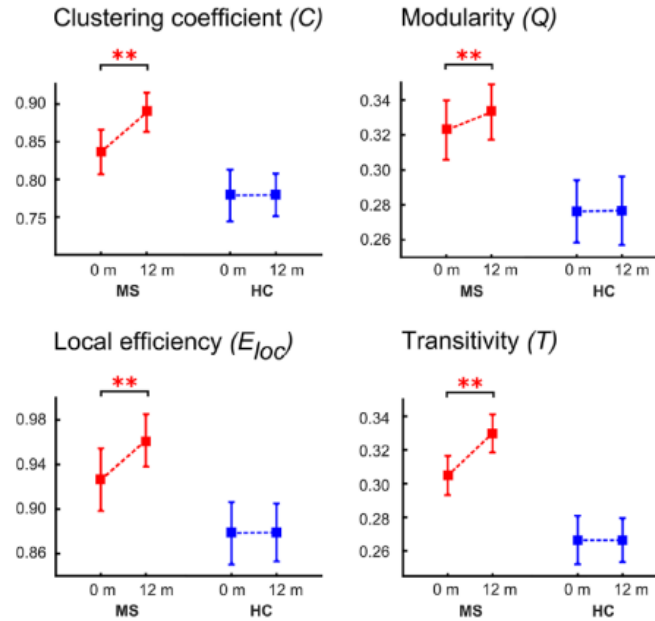 Clustering coefficient (C)
**
0.90
0.85
0.80
0.75
0 m 12 m 0 m 12 m
MS HC
Modularity (Q)
**
0.34
0.32
0.28
0.26
0 m 12 m 0 m 12 m
MS HC
Local efficiency (Eloc)
**
0.98
0.94
0.90
0.86
0 m 12 m 0 m 12 m
MS HC
Transitivity (T)
**
0.34
0.32
0.30
0.28
0.26
0 m 12 m 0 m 12 m
MS HC